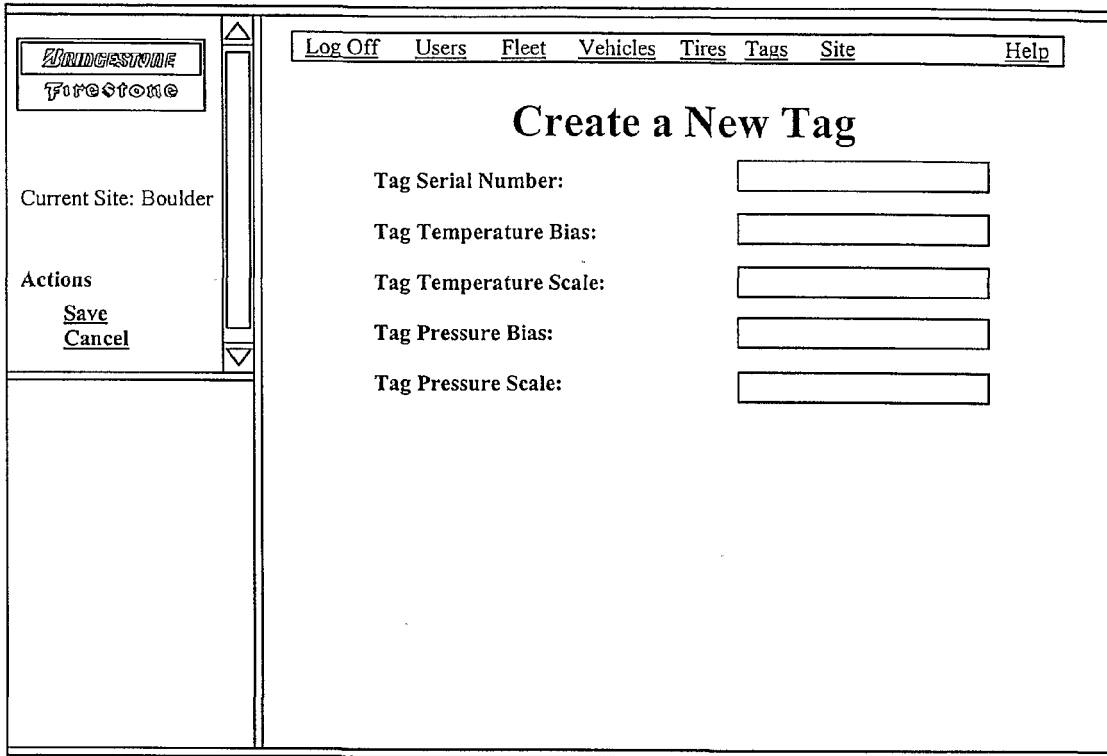 BRIDGESTONE
Firestone
Current Site: Boulder
Actions
Save
Cancel
Log Off Users Fleet Vehicles Tires Tags Site Help
Create a New Tag
Tag Serial Number:
Tag Temperature Bias:
Tag Temperature Scale:
Tag Pressure Bias:
Tag Pressure Scale: